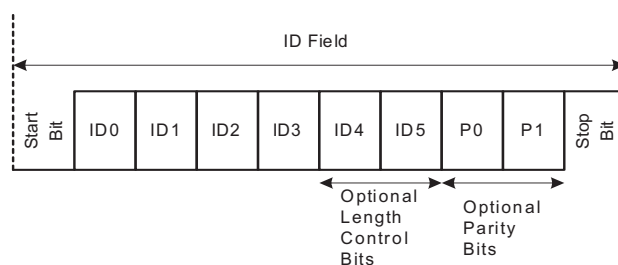 ID Field
Start Bit
ID0
ID1
ID2
ID3
ID4
ID5
P0
P1
Stop Bit
Optional
Length
Control
Bits
Optional
Parity
Bits